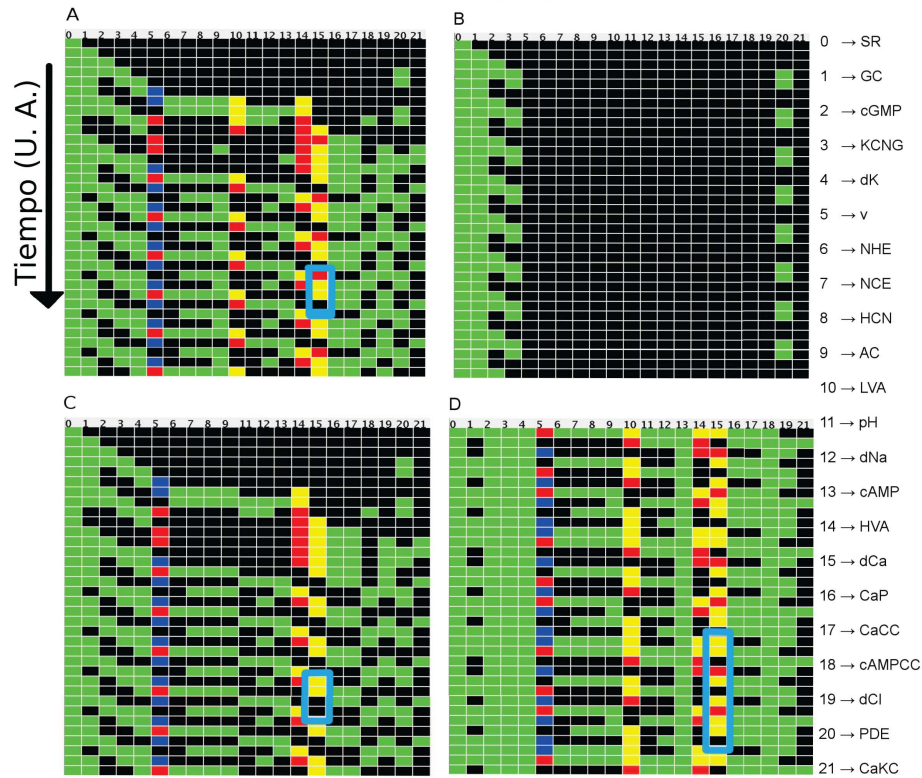 A
0 1 2 3 4 5 6 7 8 9 10 11 12 13 14 15 16 17 18 19 20 21
Tiempo (U. A.)
B
0 1 2 3 4 5 6 7 8 9 10 11 12 13 14 15 16 17 18 19 20 21
C
0 1 2 3 4 5 6 7 8 9 10 11 12 13 14 15 16 17 18 19 20 21
D
0 1 2 3 4 5 6 7 8 9 10 11 12 13 14 15 16 17 18 19 20 21
0 → SR
1 → GC
2 → cGMP
3 → KCNG
4 → dK
5 → v
6 → NHE
7 → NCE
8 → HCN
9 → AC
10 → LVA
11 → pH
12 → dNa
13 → cAMP
14 → HVA
15 → dCa
16 → CaP
17 → CaCC
18 → cAMPCC
19 → dCl
20 → PDE
21 → CaKC